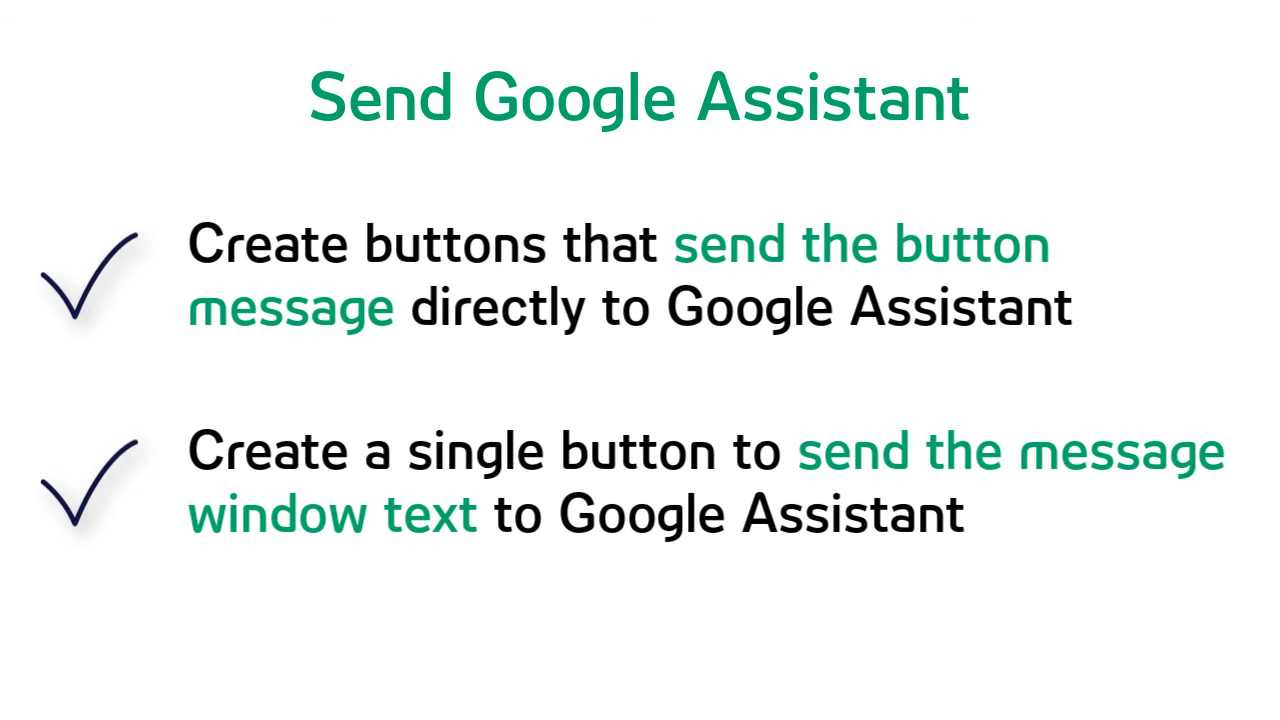 Send Google Assistant
Create buttons that send the button
message directly to Google Assistant
Create a single button to send the message
window text to Google Assistant